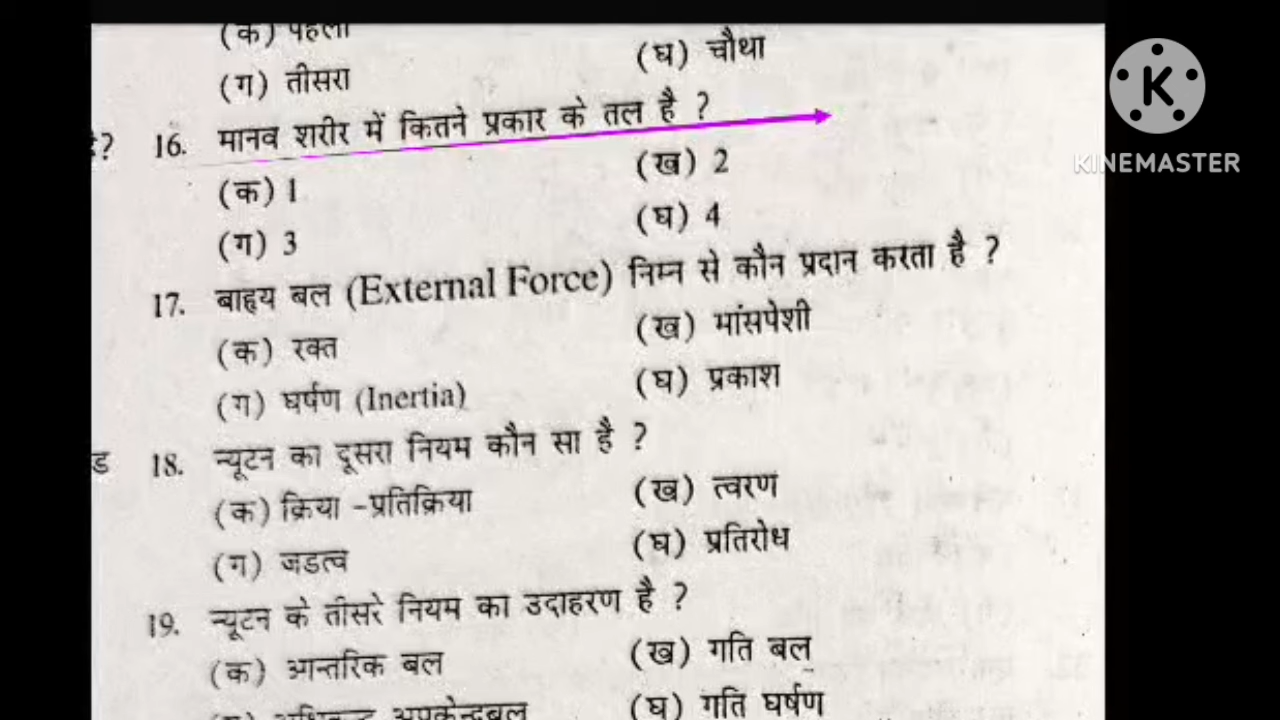 (क) पहला
(घ) चौथा
(ग) तीसरा
16. मानव शरीर में कितने प्रकार के तल है ?
(क) 1
(ख) 2
(ग) 3
(घ) 4
17. बाहृय बल (External Force) निम्न से कौन प्रदान करता है ?
(क) रक्त
(ख) मांसपेशी
(ग) घर्षण (Inertia)
(घ) प्रकाश
18. न्यूटन का दूसरा नियम कौन सा है ?
(क) क्रिया -प्रतिक्रिया
(ख) त्वरण
(ग) जडत्व
(घ) प्रतिरोध
19. न्यूटन के तीसरे नियम का उदाहरण है ?
(क) आन्तरिक बल
(ख) गति बल
(घ) गति घर्षण
K
KINEMASTER